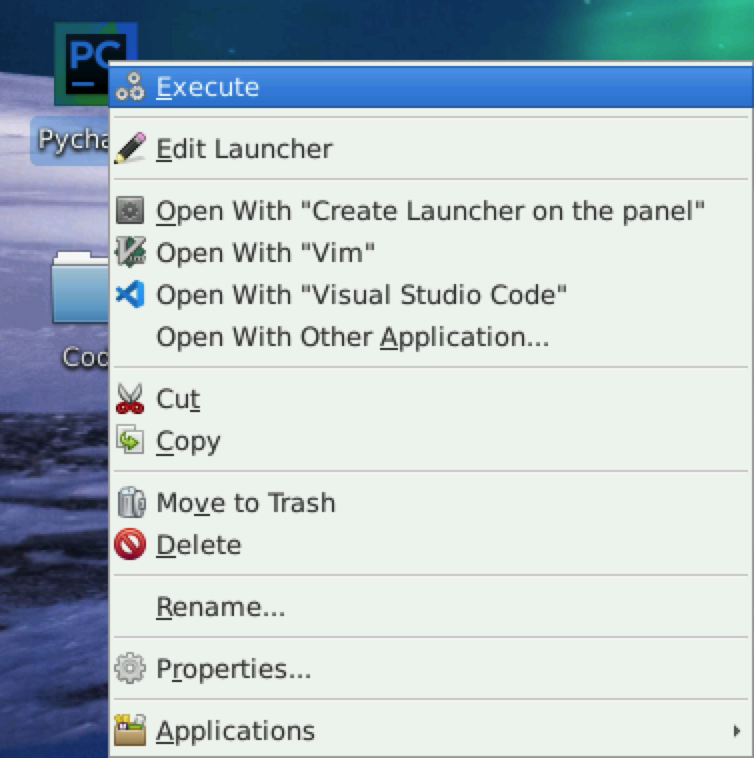 PC
Pycha
Execute
Edit Launcher
Open With "Create Launcher on the panel"
Open With "Vim"
Open With "Visual Studio Code"
Open With Other Application...
Cod
Cut
Copy
Move to Trash
Delete
Rename...
Properties...
Applications